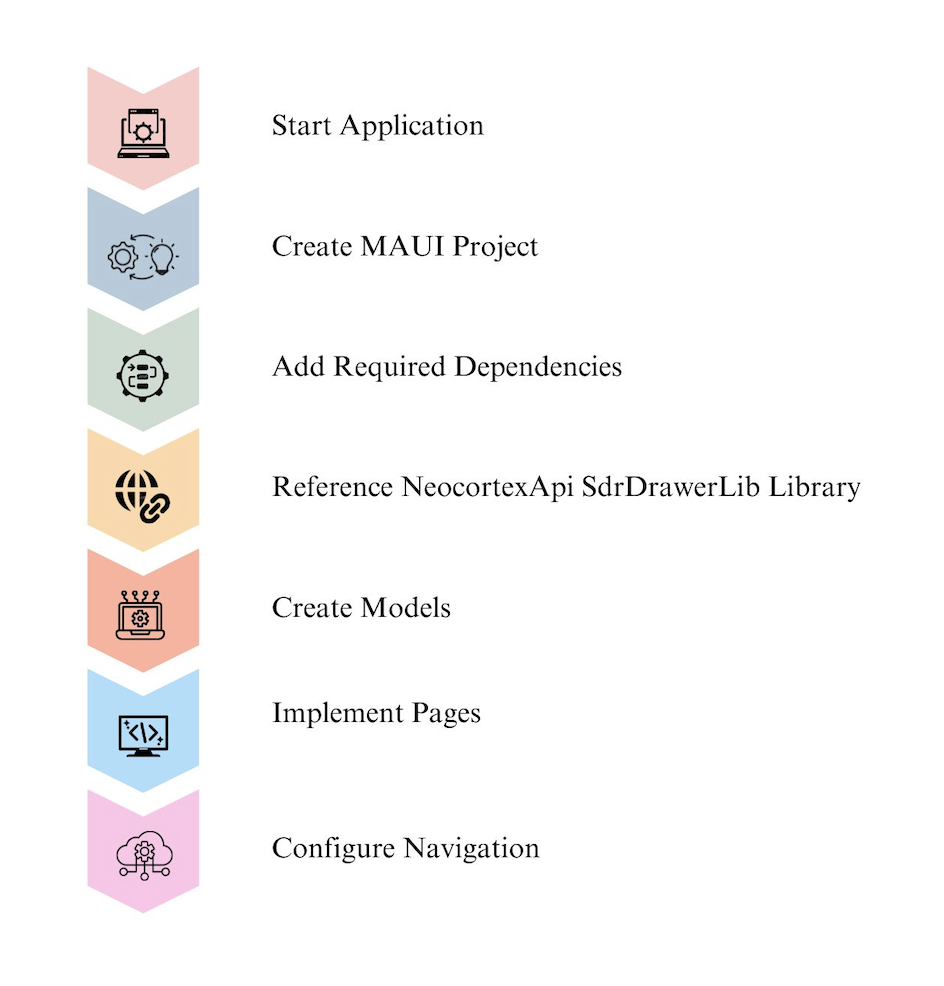 Start Application
Create MAUI Project
Add Required Dependencies
Reference NeocortexApi SdrDrawerLib Library
Create Models
Implement Pages
Configure Navigation